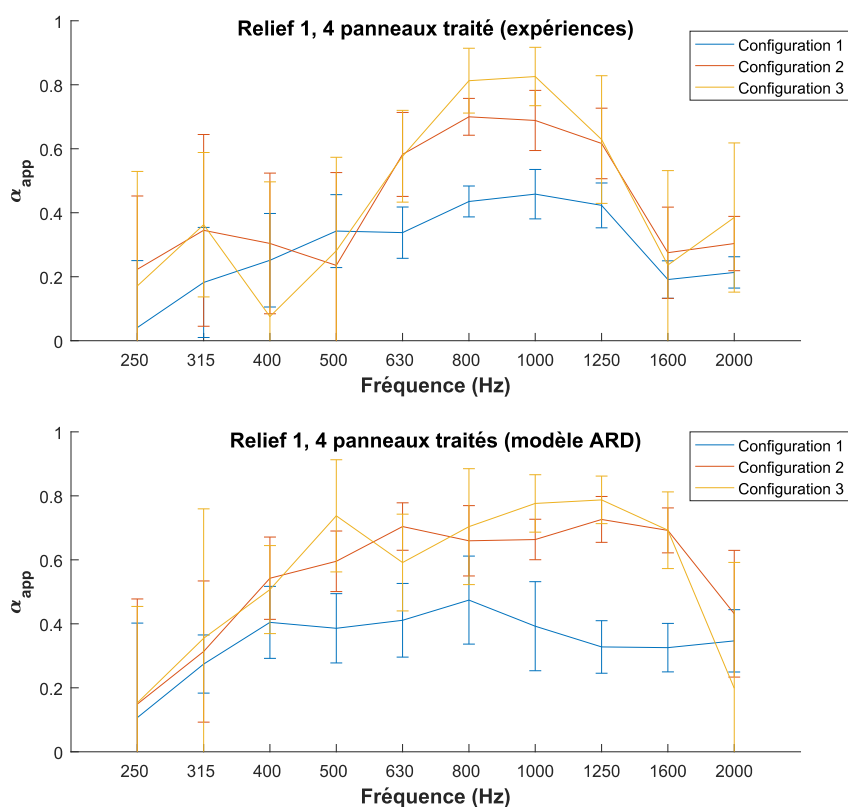 Relief 1, 4 panneaux traité (expériences)
Configuration 1
Configuration 2
Configuration 3
1
0.8
0.6
0.4
0.2
0
α app
250 315 400 500 630 800 1000 1250 1600 2000
Fréquence (Hz)
Relief 1, 4 panneaux traités (modèle ARD)
Configuration 1
Configuration 2
Configuration 3
1
0.8
0.6
0.4
0.2
0
α app
250 315 400 500 630 800 1000 1250 1600 2000
Fréquence (Hz)